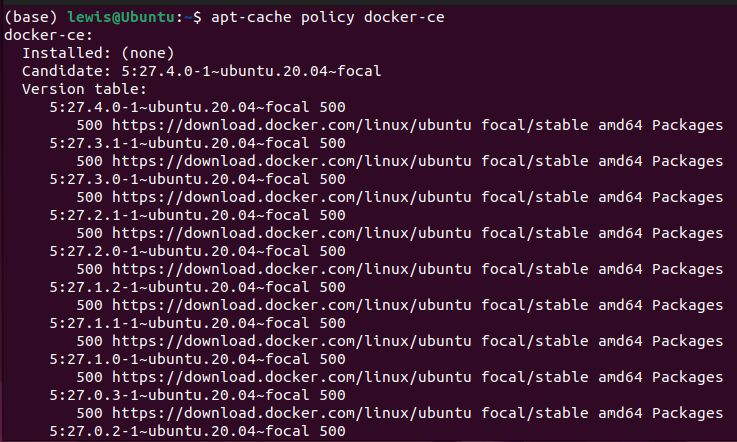 (base) lewis@Ubuntu:~$ apt-cache policy docker-ce
docker-ce:
  Installed: (none)
  Candidate: 5:27.4.0-1~ubuntu.20.04~focal
  Version table:
     5:27.4.0-1~ubuntu.20.04~focal 500
        500 https://download.docker.com/linux/ubuntu focal/stable amd64 Packages
     5:27.3.1-1~ubuntu.20.04~focal 500
        500 https://download.docker.com/linux/ubuntu focal/stable amd64 Packages
     5:27.3.0-1~ubuntu.20.04~focal 500
        500 https://download.docker.com/linux/ubuntu focal/stable amd64 Packages
     5:27.2.1-1~ubuntu.20.04~focal 500
        500 https://download.docker.com/linux/ubuntu focal/stable amd64 Packages
     5:27.2.0-1~ubuntu.20.04~focal 500
        500 https://download.docker.com/linux/ubuntu focal/stable amd64 Packages
     5:27.1.2-1~ubuntu.20.04~focal 500
        500 https://download.docker.com/linux/ubuntu focal/stable amd64 Packages
     5:27.1.1-1~ubuntu.20.04~focal 500
        500 https://download.docker.com/linux/ubuntu focal/stable amd64 Packages
     5:27.1.0-1~ubuntu.20.04~focal 500
        500 https://download.docker.com/linux/ubuntu focal/stable amd64 Packages
     5:27.0.3-1~ubuntu.20.04~focal 500
        500 https://download.docker.com/linux/ubuntu focal/stable amd64 Packages
     5:27.0.2-1~ubuntu.20.04~focal 500